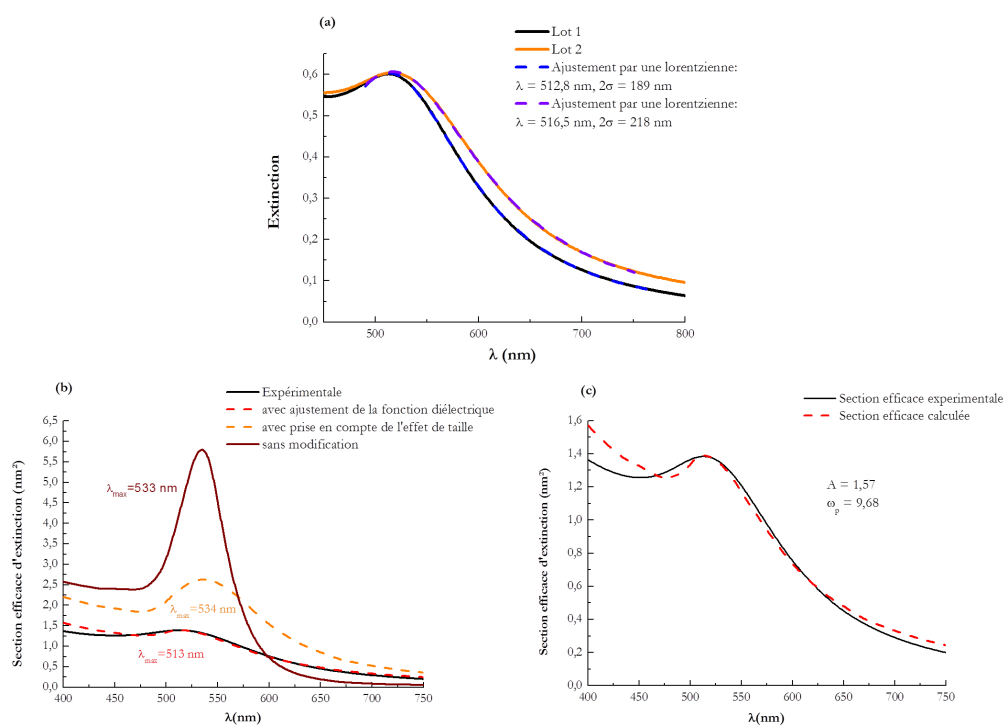 (a)
Lot 1
Lot 2
Ajustement par une lorentzienne:
λ = 512,8 nm, 2σ = 189 nm
Ajustement par une lorentzienne:
λ = 516,5 nm, 2σ = 218 nm
Extinction
0,6
0,5
0,4
0,3
0,2
0,1
0,0
500 600 700 800
λ (nm)
(b)
Expérimentale
avec ajustement de la fonction diélectrique
avec prise en compte de l'effet de taille
sans modification
λmax=533 nm
λmax=534 nm
λmax=513 nm
Section efficace d'extinction (nm²)
7,0
6,5
6,0
5,5
5,0
4,5
4,0
3,5
3,0
2,5
2,0
1,5
1,0
0,5
0,0
400 450 500 550 600 650 700 750
λ(nm)
(c)
Section efficace experimentale
Section efficace calculée
A = 1,57
ωp = 9,68
Section efficace d'extinction (nm²)
1,8
1,6
1,4
1,2
1,0
0,8
0,6
0,4
0,2
0,0
400 450 500 550 600 650 700 750
λ(nm)